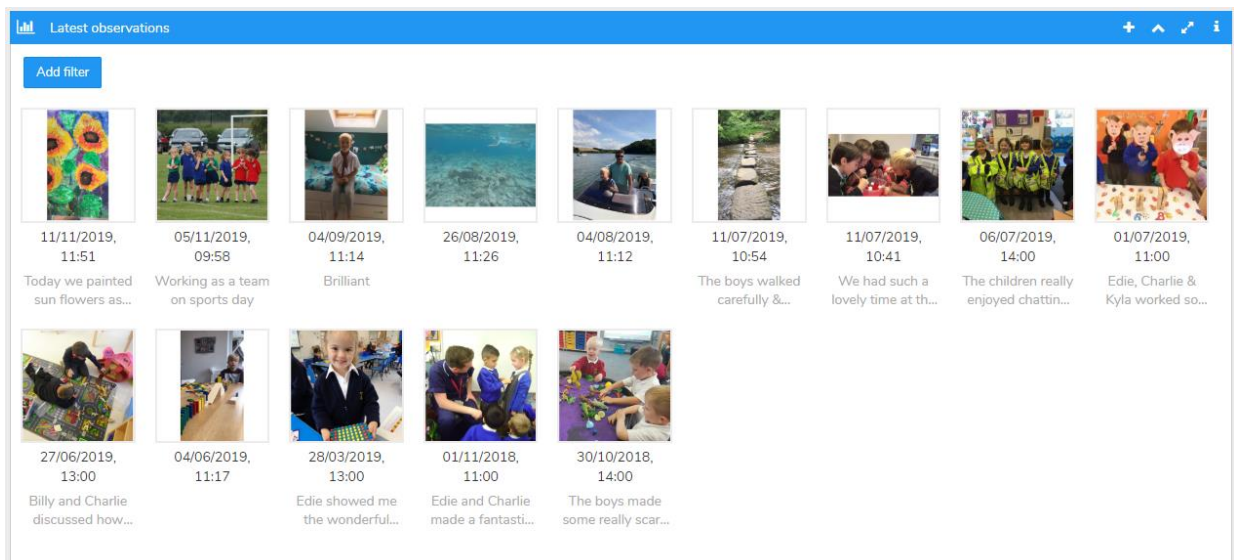 Latest observations
Add filter
11/11/2019,
11:51
Today we painted
sun flowers as...
05/11/2019,
09:58
Working as a team
on sports day
04/09/2019,
11:14
Brilliant
26/08/2019,
11:26
04/08/2019,
11:12
11/07/2019,
10:54
The boys walked
carefully &...
11/07/2019,
10:41
We had such a
lovely time at th...
06/07/2019,
14:00
The children really
enjoyed chattin...
01/07/2019,
11:00
Edie, Charlie &
Kyla worked so...
27/06/2019,
13:00
Billy and Charlie
discussed how...
04/06/2019,
11:17
28/03/2019,
13:00
Edie showed me
the wonderful...
01/11/2018,
11:00
Edie and Charlie
made a fantasti...
30/10/2018,
14:00
The boys made
some really scar...